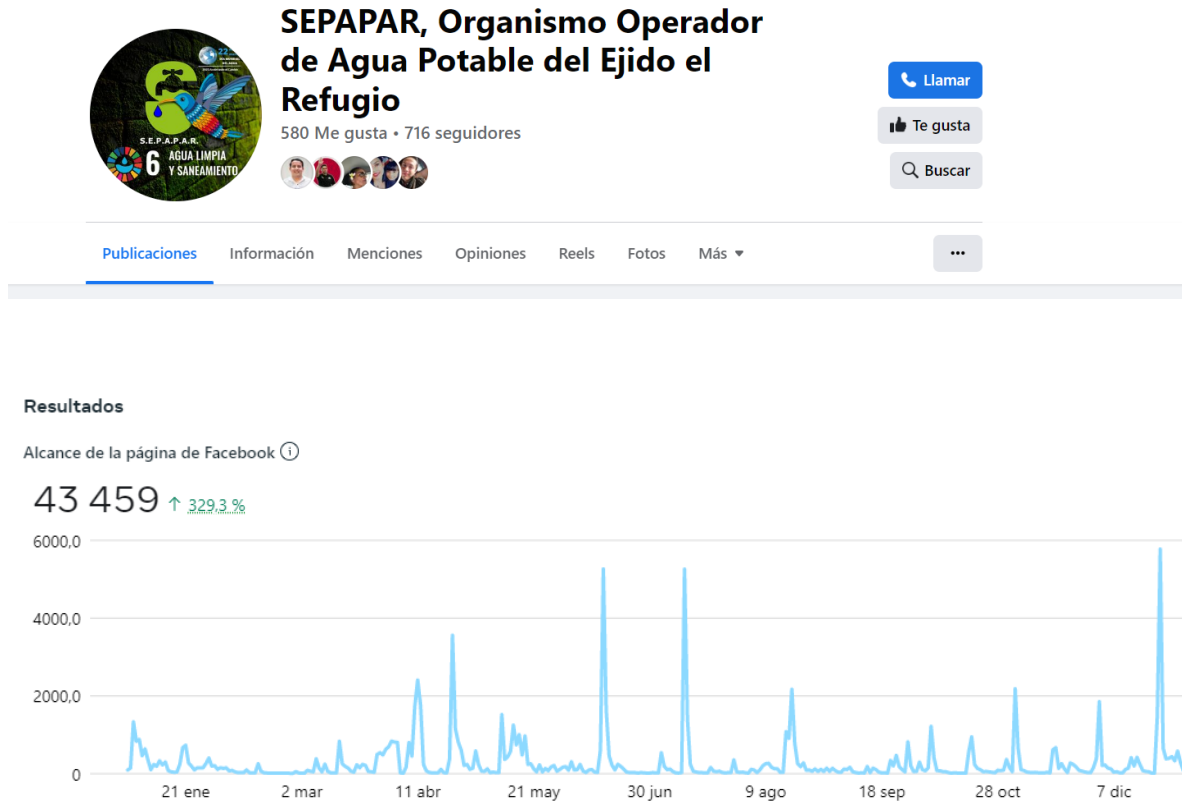 SEPAPAR, Organismo Operador
de Agua Potable del Ejido el
Refugio
580 Me gusta • 716 seguidores
22
S.E.P.A.P.A.R.
6 AGUA LIMPIA
Y SANEAMIENTO
Llamar
Te gusta
Buscar
Publicaciones Información Menciones Opiniones Reels Fotos Más
Resultados
Alcance de la página de Facebook
43 459 ↑ 329,3 %
6000,0
4000,0
2000,0
0
21 ene 2 mar 11 abr 21 may 30 jun 9 ago 18 sep 28 oct 7 dic